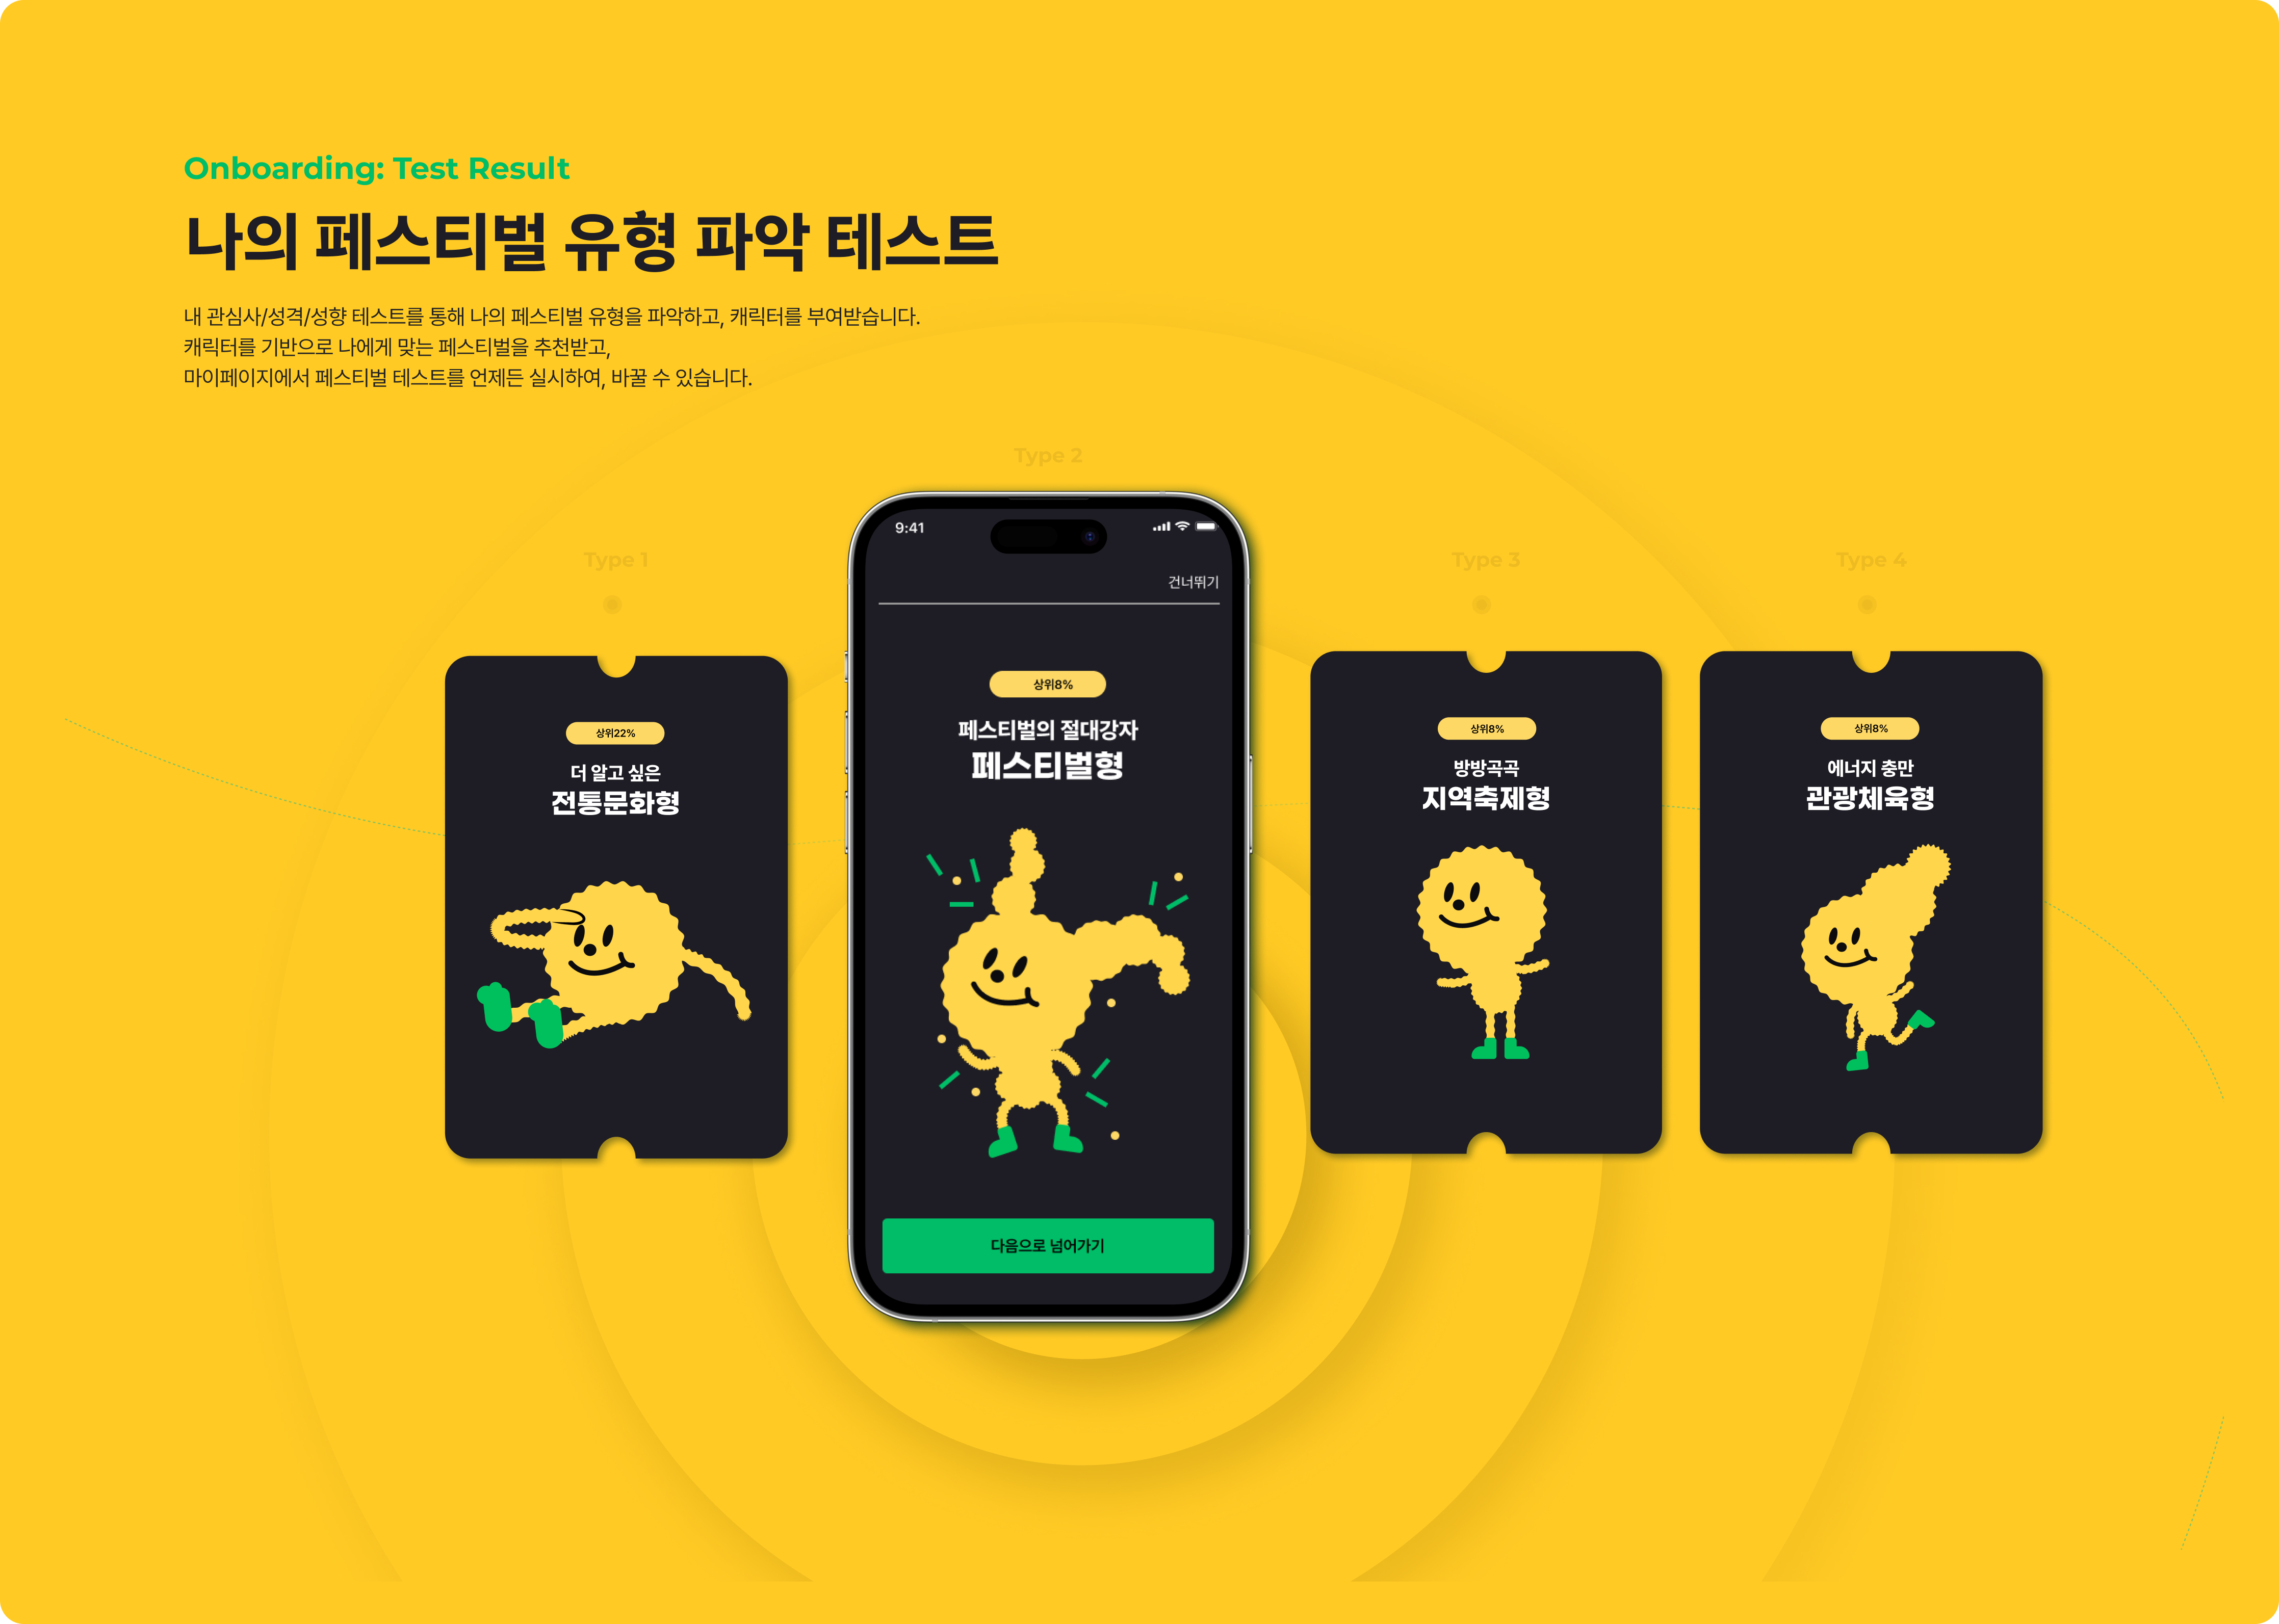 Onboarding: Test Result
나의 페스티벌 유형 파악 테스트
내 관심사/성격/성향 테스트를 통해 나의 페스티벌 유형을 파악하고, 캐릭터를 부여받습니다.
캐릭터를 기반으로 나에게 맞는 페스티벌을 추천받고,
마이페이지에서 페스티벌 테스트를 언제든 실시하여, 바꿀 수 있습니다.
Type 1
상위22%
더 알고 싶은
전통문화형
Type 2
9:41
건너뛰기
상위8%
페스티벌의 절대강자
페스티벌형
다음으로 넘어가기
Type 3
상위8%
방방곡곡
지역축제형
Type 4
상위8%
에너지 충만
관광체육형